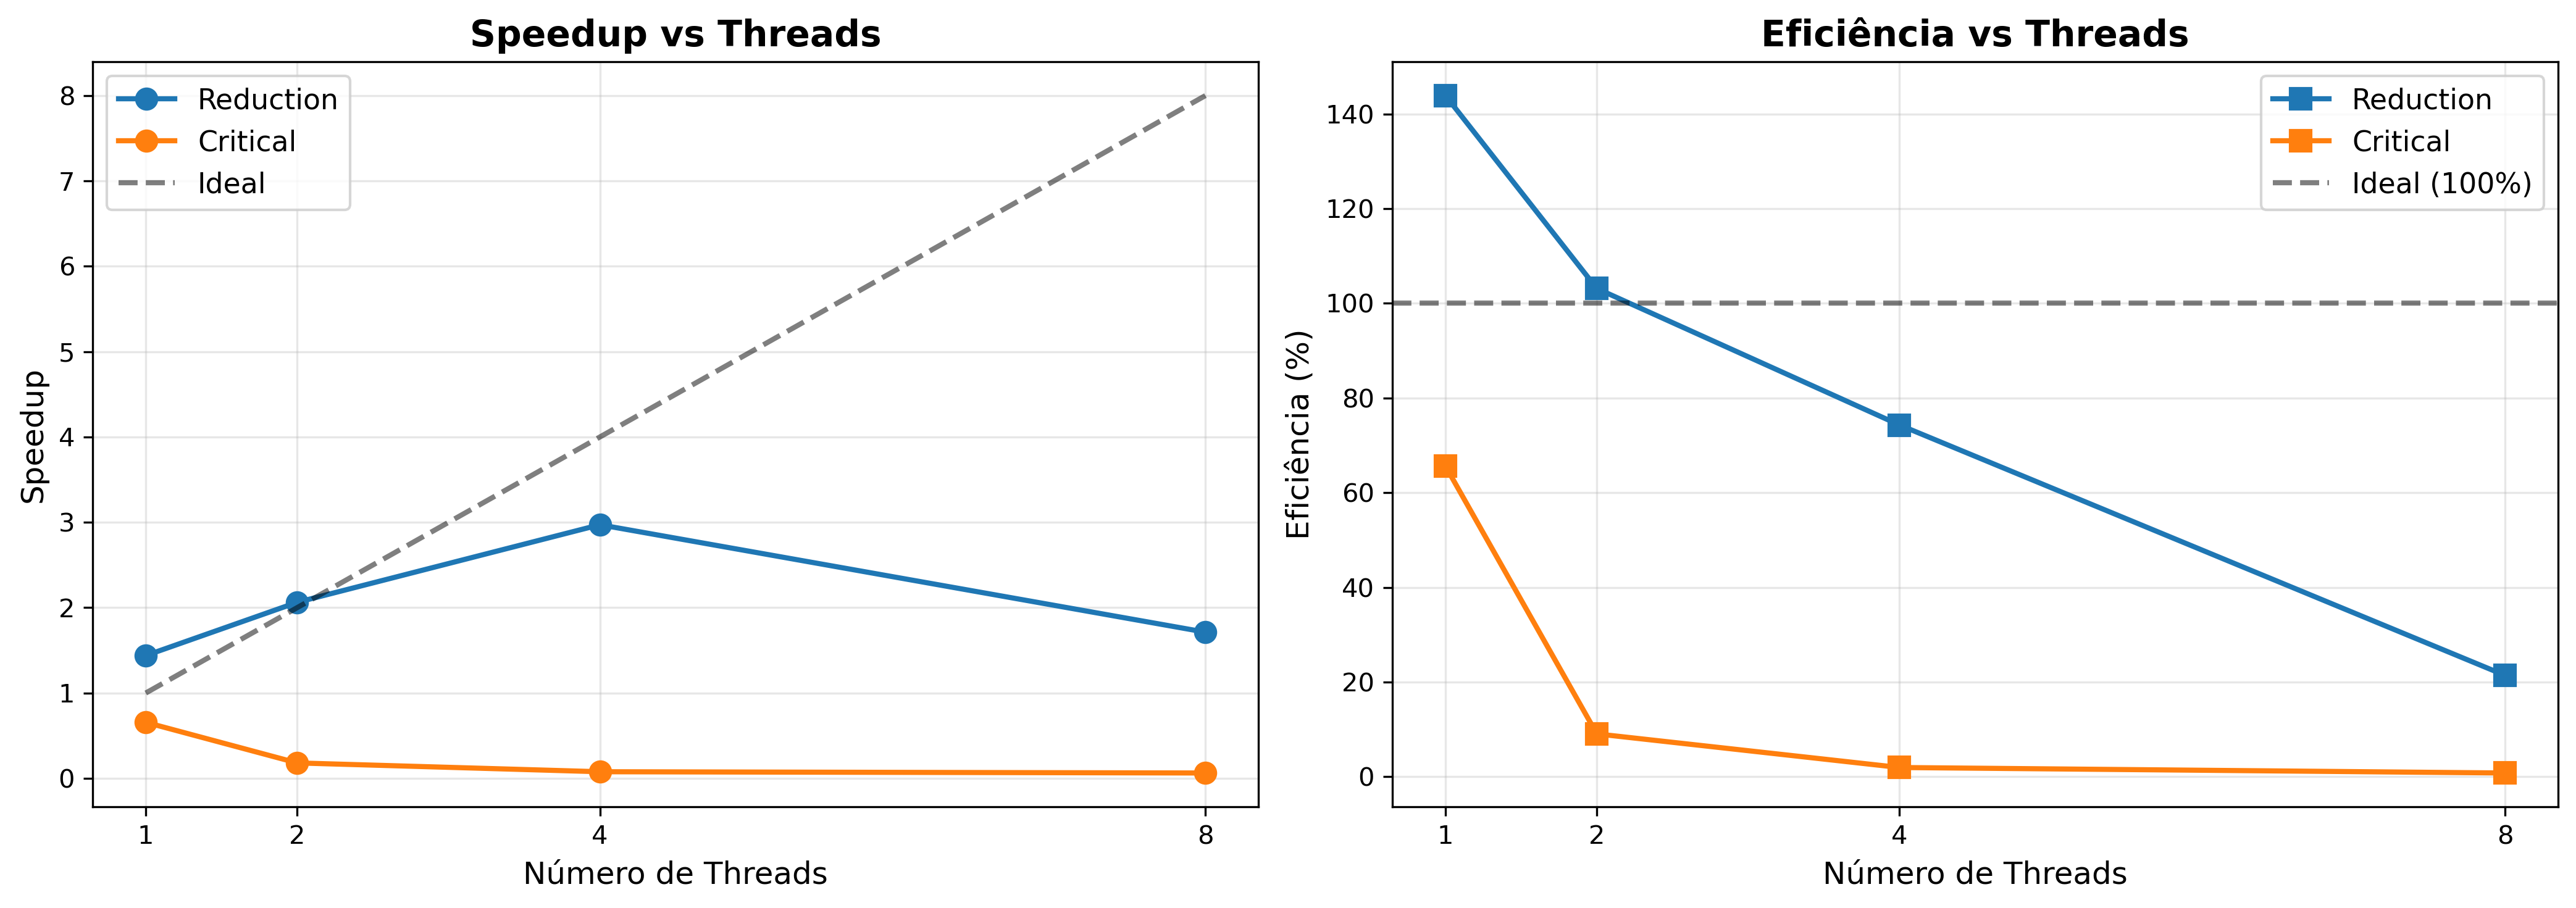 Speedup vs Threads
Reduction
Critical
Ideal
8
7
6
5
4
3
2
1
0
Speedup
1 2 4 8
Número de Threads
Eficiência vs Threads
Reduction
Critical
Ideal (100%)
140
120
100
80
60
40
20
0
Eficiência (%)
1 2 4 8
Número de Threads